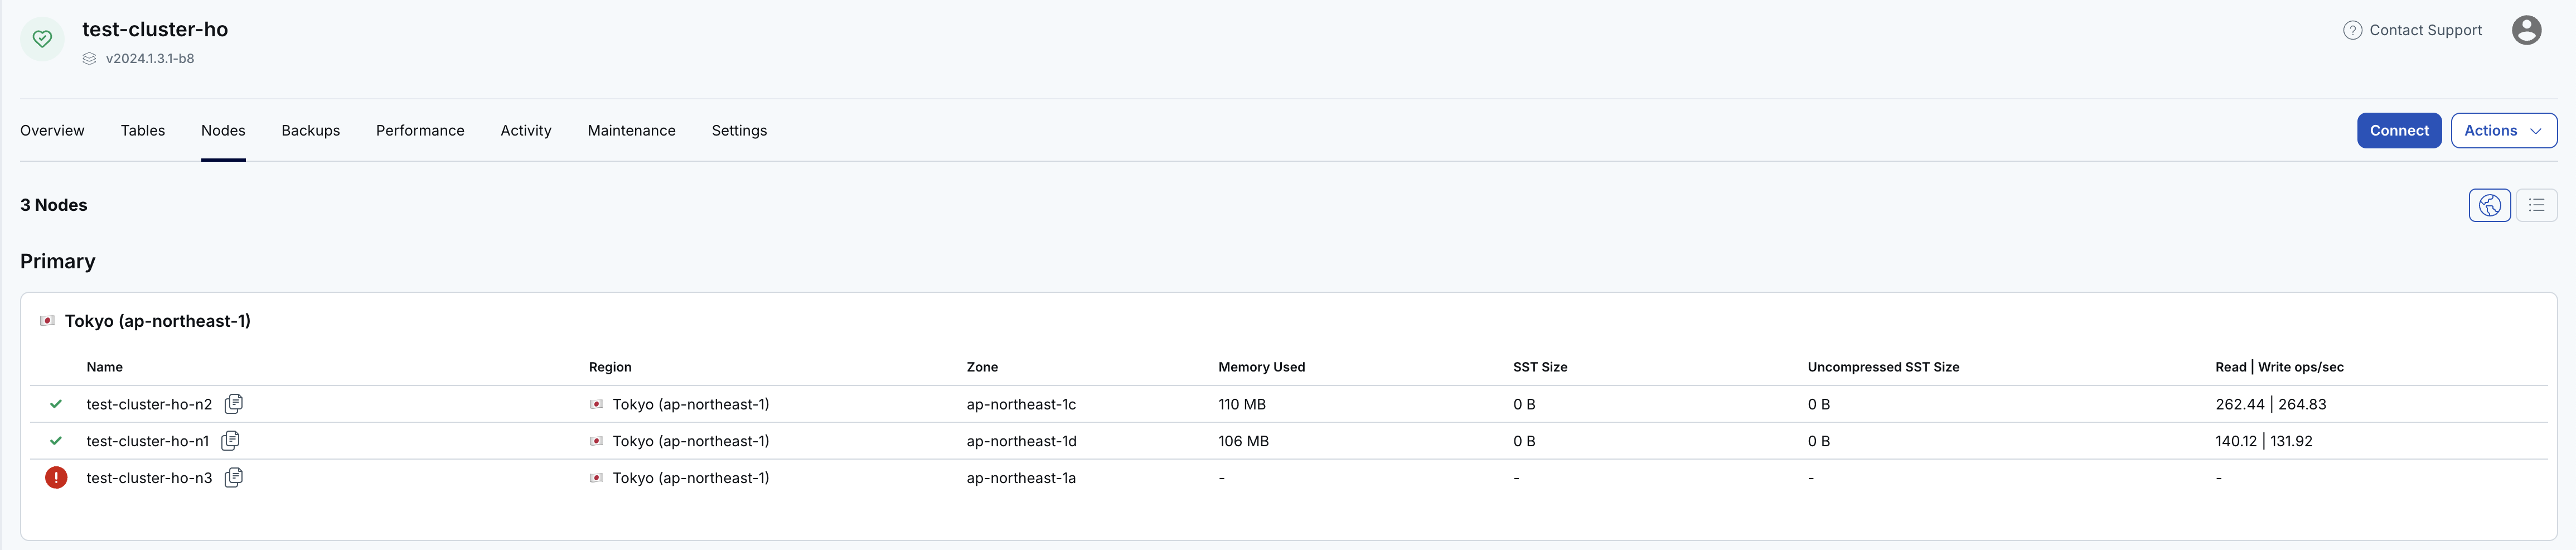 test-cluster-ho
v2024.1.3.1-b8
? Contact Support
Overview Tables Nodes Backups Performance Activity Maintenance Settings Connect Actions
3 Nodes
Primary
Tokyo (ap-northeast-1)
Name Region Zone Memory Used SST Size Uncompressed SST Size Read | Write ops/sec
test-cluster-ho-n2 Tokyo (ap-northeast-1) ap-northeast-1c 110 MB 0 B 0 B 262.44 | 264.83
test-cluster-ho-n1 Tokyo (ap-northeast-1) ap-northeast-1d 106 MB 0 B 0 B 140.12 | 131.92
! test-cluster-ho-n3 Tokyo (ap-northeast-1) ap-northeast-1a - - - -